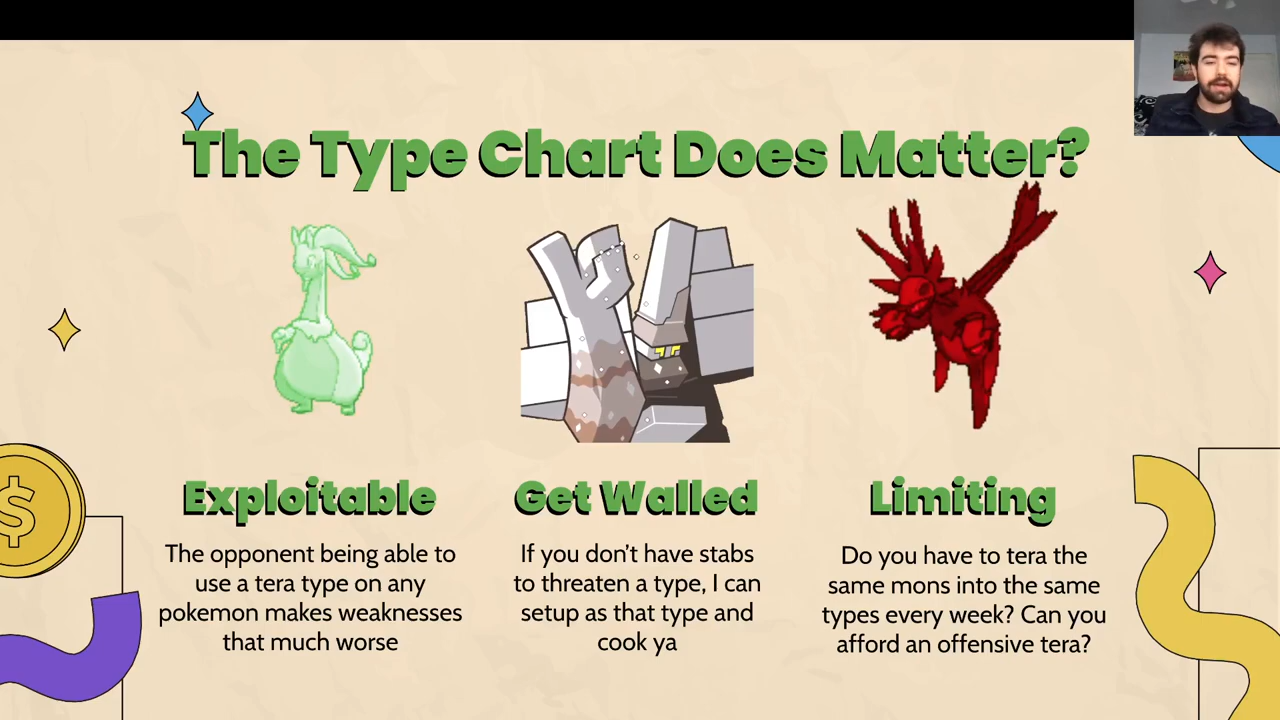 The Type Chart Does Matter?
Exploitable
The opponent being able to
use a tera type on any
pokemon makes weaknesses
that much worse
Get Walled
If you don't have stabs
to threaten a type, I can
setup as that type and
cook ya
Limiting
Do you have to tera the
same mons into the same
types every week? Can you
afford an offensive tera?
$